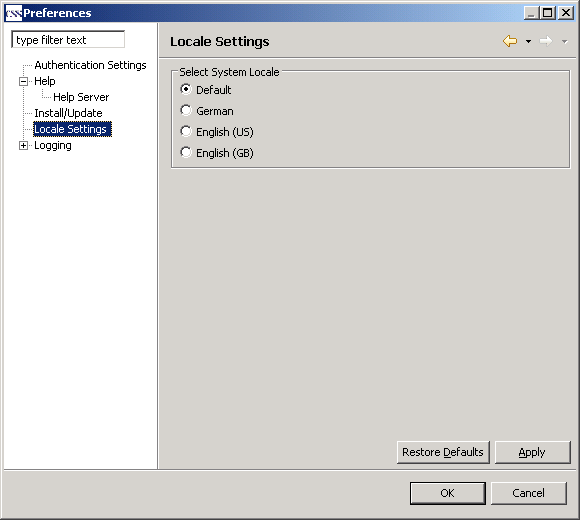 CSS Preferences
type filter text
Authentication Settings
Help
Help Server
Install/Update
Locale Settings
Logging
Locale Settings
Select System Locale
Default
German
English (US)
English (GB)
Restore Defaults
Apply
OK
Cancel